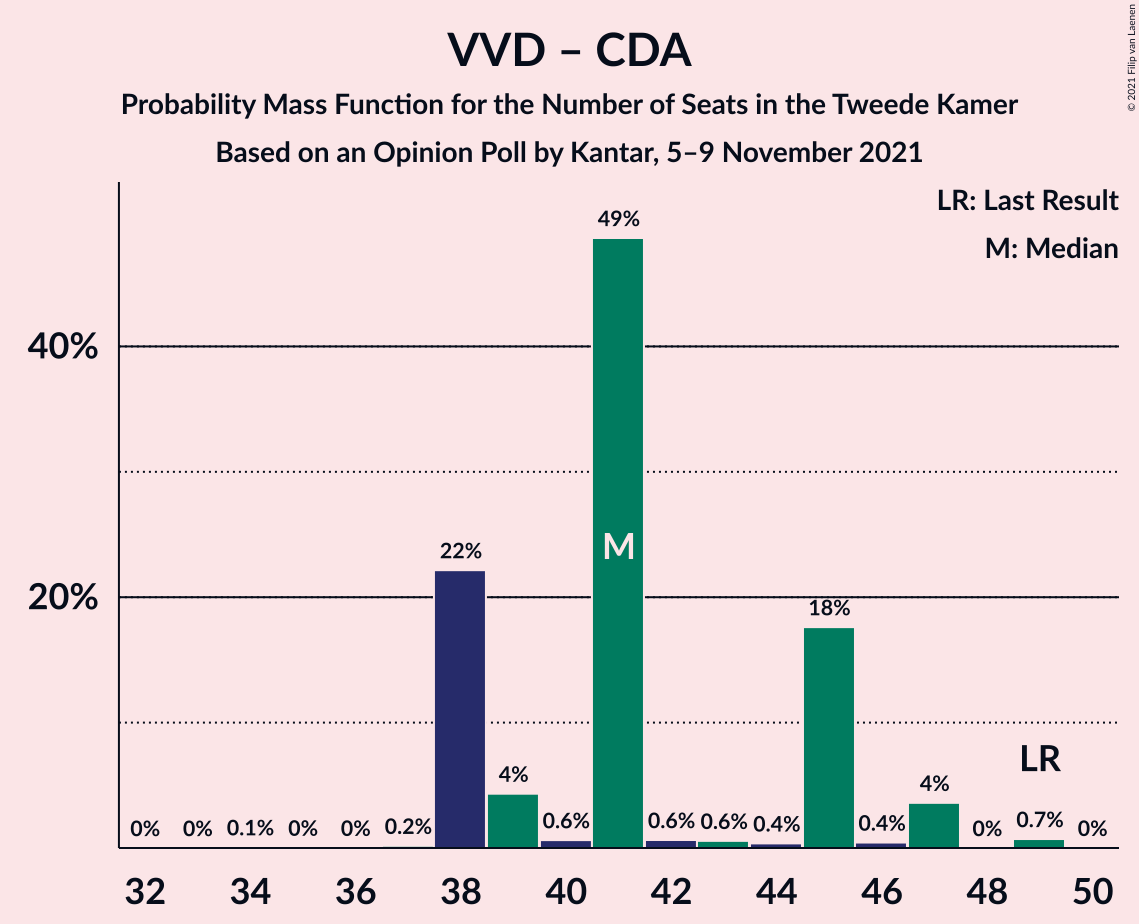 VVD – CDA
Probability Mass Function for the Number of Seats in the Tweede Kamer
Based on an Opinion Poll by Kantar, 5–9 November 2021
© 2021 Filip van Laenen
LR: Last Result
M: Median
40%
20%
0% 0% 0.1% 0% 0% 0.2% 22% 4% 0.6% 49% 0.6% 0.6% 0.4% 18% 0.4% 4% 0% 0.7% 0%
M
LR
32 34 36 38 40 42 44 46 48 50